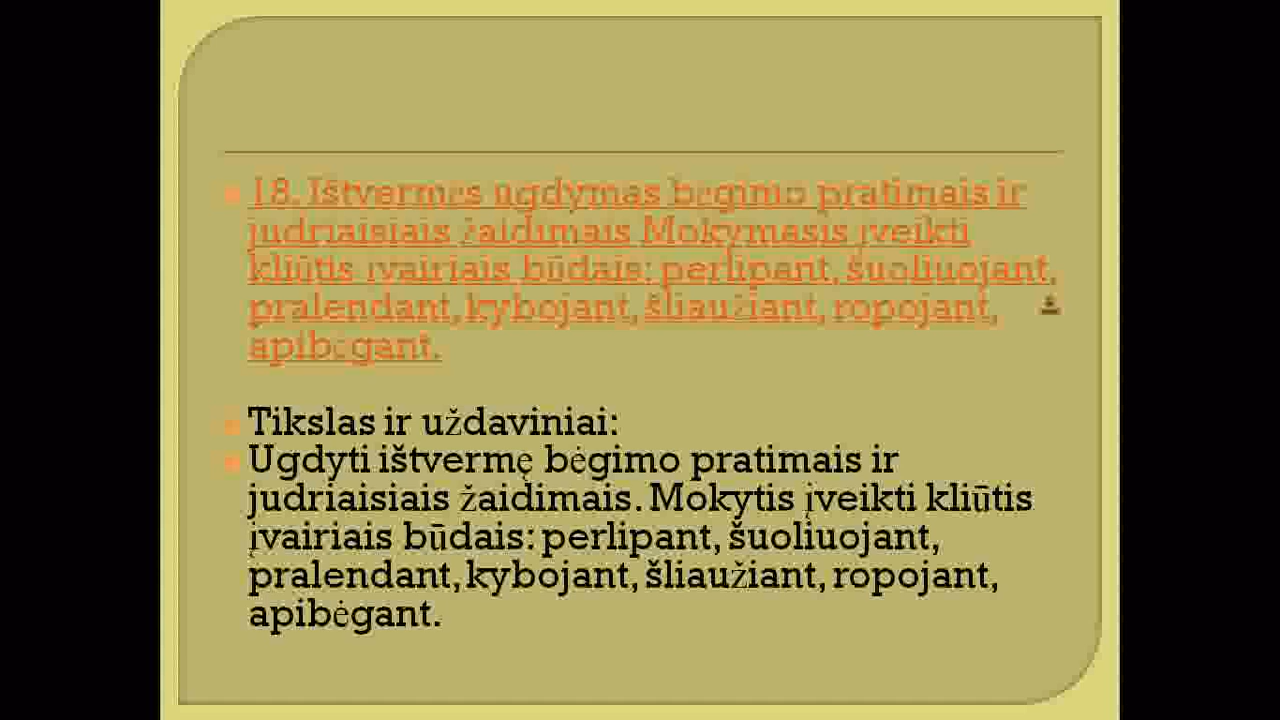 18. Ištvermės ugdymas bėgimo pratimais ir
judriaisiais žaidimais Mokymasis įveikti
kliūtis įvairiais būdais: perlipant, šuoliuojant,
pralendant, kybojant, šliaužiant, ropojant,
apibėgant.
Tikslas ir uždaviniai:
Ugdyti ištvermę bėgimo pratimais ir
judriaisiais žaidimais. Mokytis įveikti kliūtis
įvairiais būdais: perlipant, šuoliuojant,
pralendant, kybojant, šliaužiant, ropojant,
apibėgant.